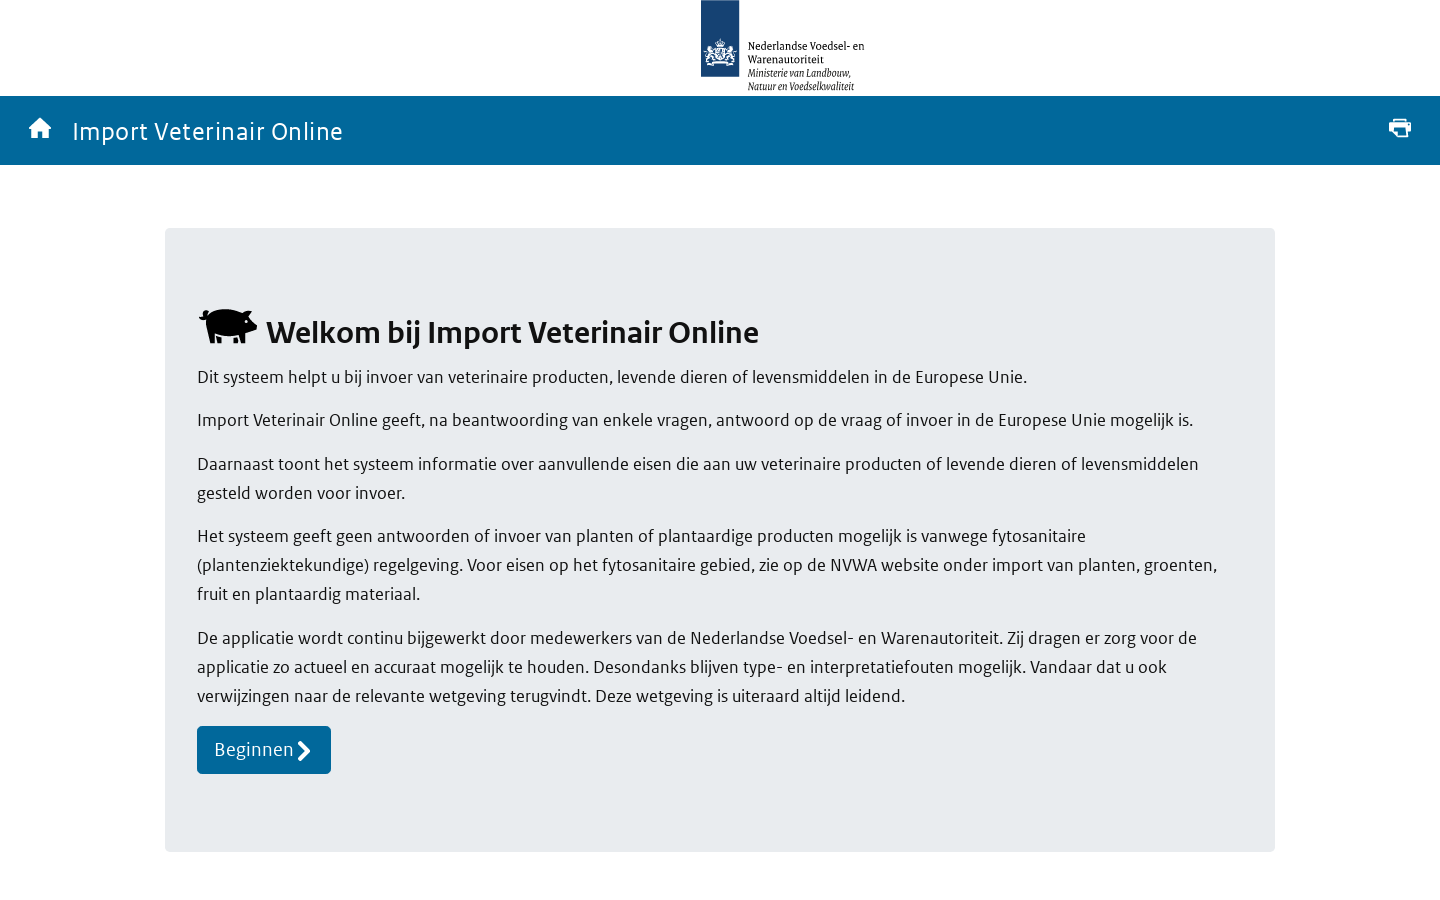 Nederlandse Voedsel- en
Warenautoriteit
Ministerie van Landbouw,
Natuur en Voedselkwaliteit
Import Veterinair Online
Welkom bij Import Veterinair Online
Dit systeem helpt u bij invoer van veterinaire producten, levende dieren of levensmiddelen in de Europese Unie.
Import Veterinair Online geeft, na beantwoording van enkele vragen, antwoord op de vraag of invoer in de Europese Unie mogelijk is.
Daarnaast toont het systeem informatie over aanvullende eisen die aan uw veterinaire producten of levende dieren of levensmiddelen
gesteld worden voor invoer.
Het systeem geeft geen antwoorden of invoer van planten of plantaardige producten mogelijk is vanwege fytosanitaire
(plantenziektekundige) regelgeving. Voor eisen op het fytosanitaire gebied, zie op de NVWA website onder import van planten, groenten,
fruit en plantaardig materiaal.
De applicatie wordt continu bijgewerkt door medewerkers van de Nederlandse Voedsel- en Warenautoriteit. Zij dragen er zorg voor de
applicatie zo actueel en accuraat mogelijk te houden. Desondanks blijven type- en interpretatiefouten mogelijk. Vandaar dat u ook
verwijzingen naar de relevante wetgeving terugvindt. Deze wetgeving is uiteraard altijd leidend.
Beginnen